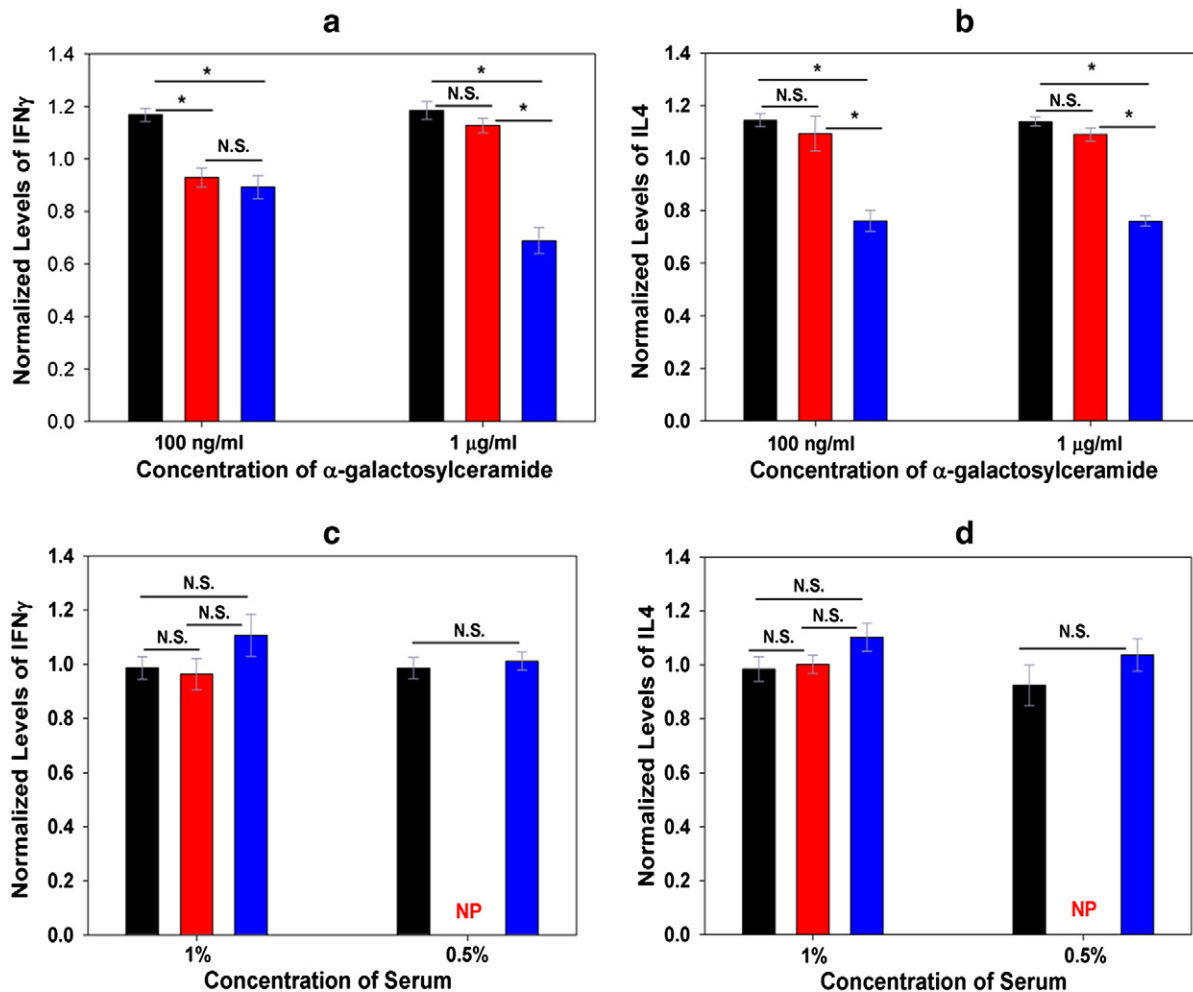 a
Normalized Levels of IFNγ
1.4
1.2
1.0
0.8
0.6
0.4
0.2
0.0
*
*
N.S.
*
N.S.
*
100 ng/ml
1 μg/ml
Concentration of α-galactosylceramide
b
Normalized Levels of IL4
1.4
1.2
1.0
0.8
0.6
0.4
0.2
0.0
*
N.S.
*
*
N.S.
*
100 ng/ml
1 μg/ml
Concentration of α-galactosylceramide
c
Normalized Levels of IFNγ
1.4
1.2
1.0
0.8
0.6
0.4
0.2
0.0
N.S.
N.S.
N.S.
N.S.
NP
1%
0.5%
Concentration of Serum
d
Normalized Levels of IL4
1.4
1.2
1.0
0.8
0.6
0.4
0.2
0.0
N.S.
N.S.
N.S.
N.S.
NP
1%
0.5%
Concentration of Serum